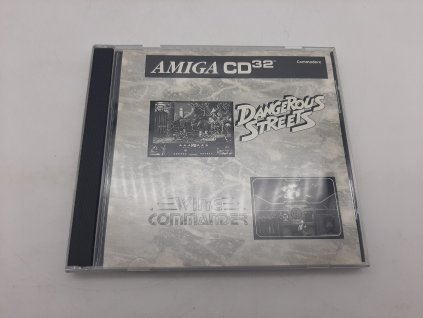 AMIGA CD32
Commodore
DANGEROUS
STREETS
WING
COMMANDER